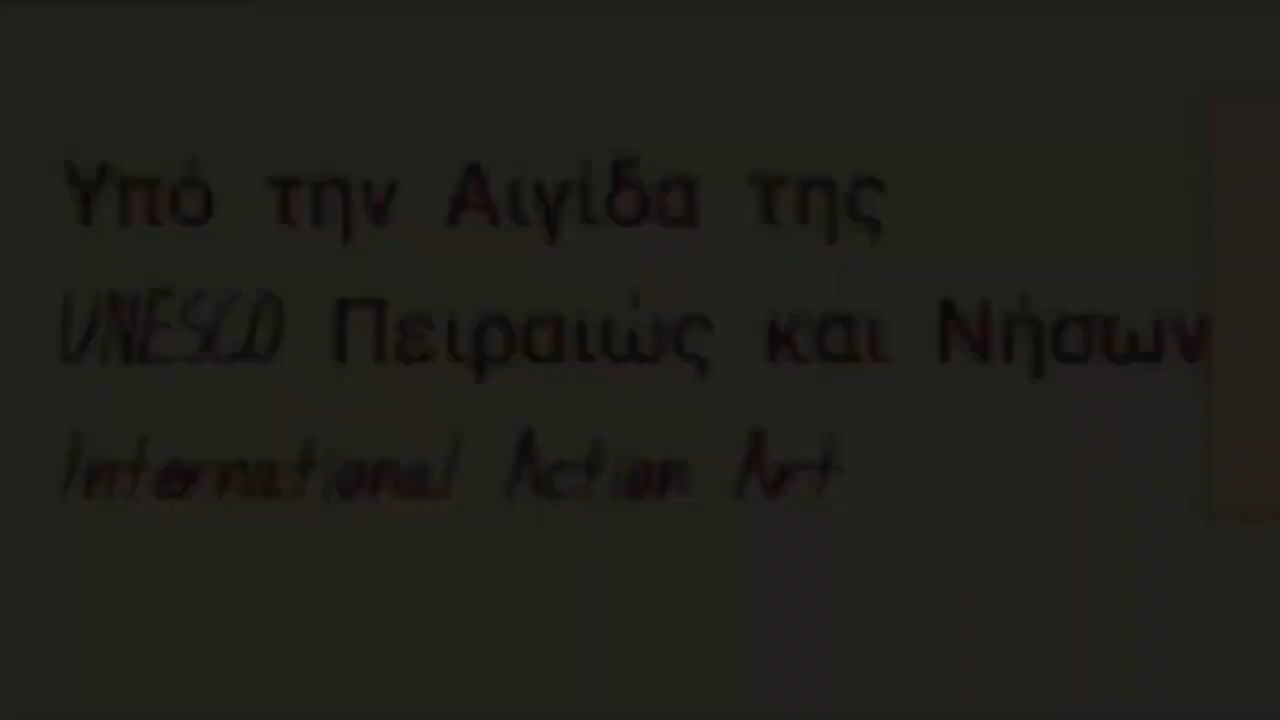 Υπό την Αιγίδα της
UNESCO Πειραιώς και Νήσων
International Action Art